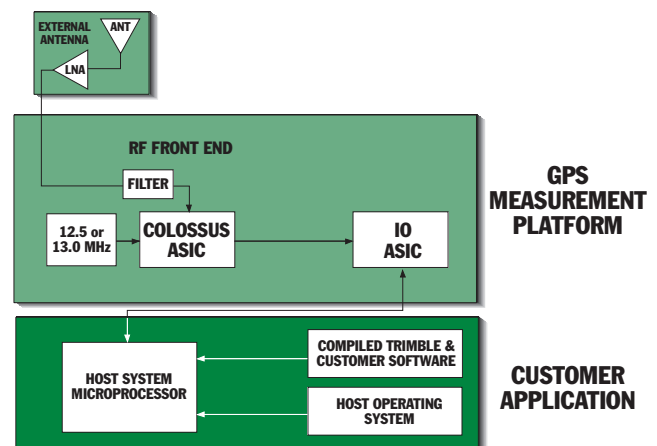 EXTERNAL
ANTENNA
ANT
LNA
RF FRONT END
FILTER
12.5 or
13.0 MHz
COLOSSUS
ASIC
IO
ASIC
GPS
MEASUREMENT
PLATFORM
HOST SYSTEM
MICROPROCESSOR
COMPILED TRIMBLE &
CUSTOMER SOFTWARE
HOST OPERATING
SYSTEM
CUSTOMER
APPLICATION